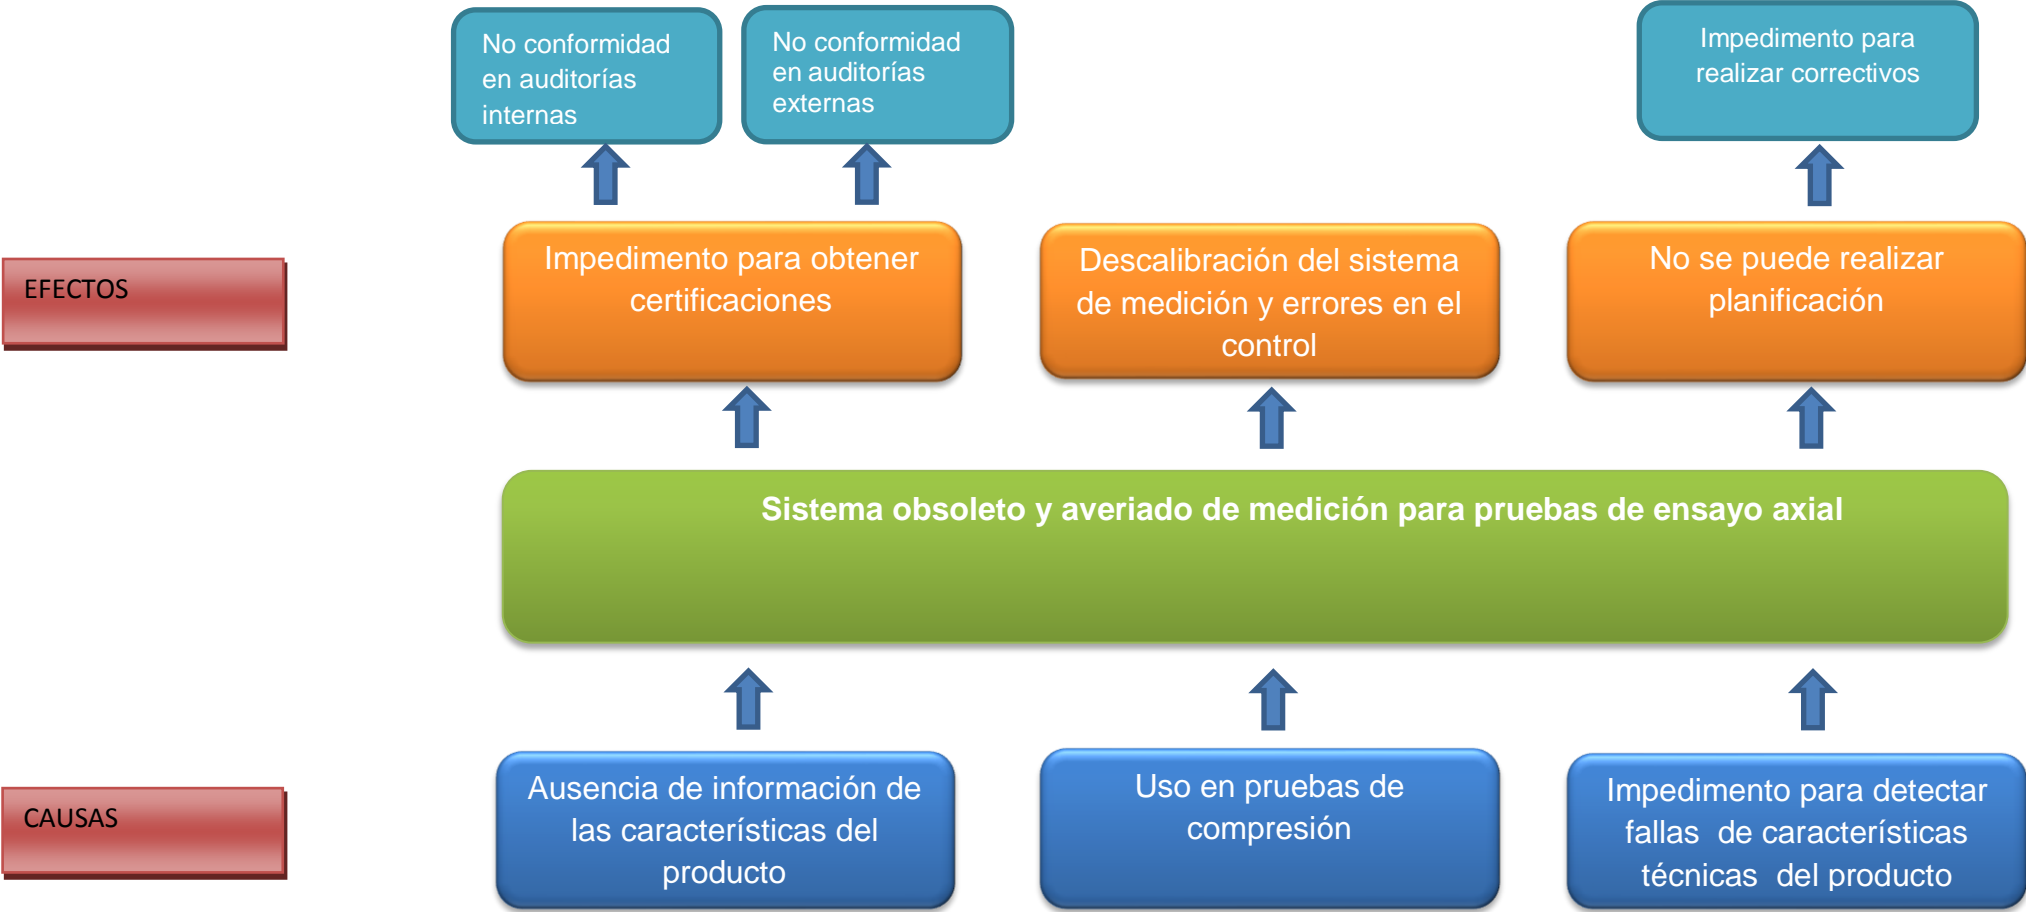 No conformidad
en auditorías
internas
No conformidad
en auditorías
externas
Impedimento para
realizar correctivos
EFECTOS
Impedimento para obtener
certificaciones
Descalibración del sistema
de medición y errores en el
control
No se puede realizar
planificación
Sistema obsoleto y averiado de medición para pruebas de ensayo axial
CAUSAS
Ausencia de información de
las características del
producto
Uso en pruebas de
compresión
Impedimento para detectar
fallas  de características
técnicas  del producto